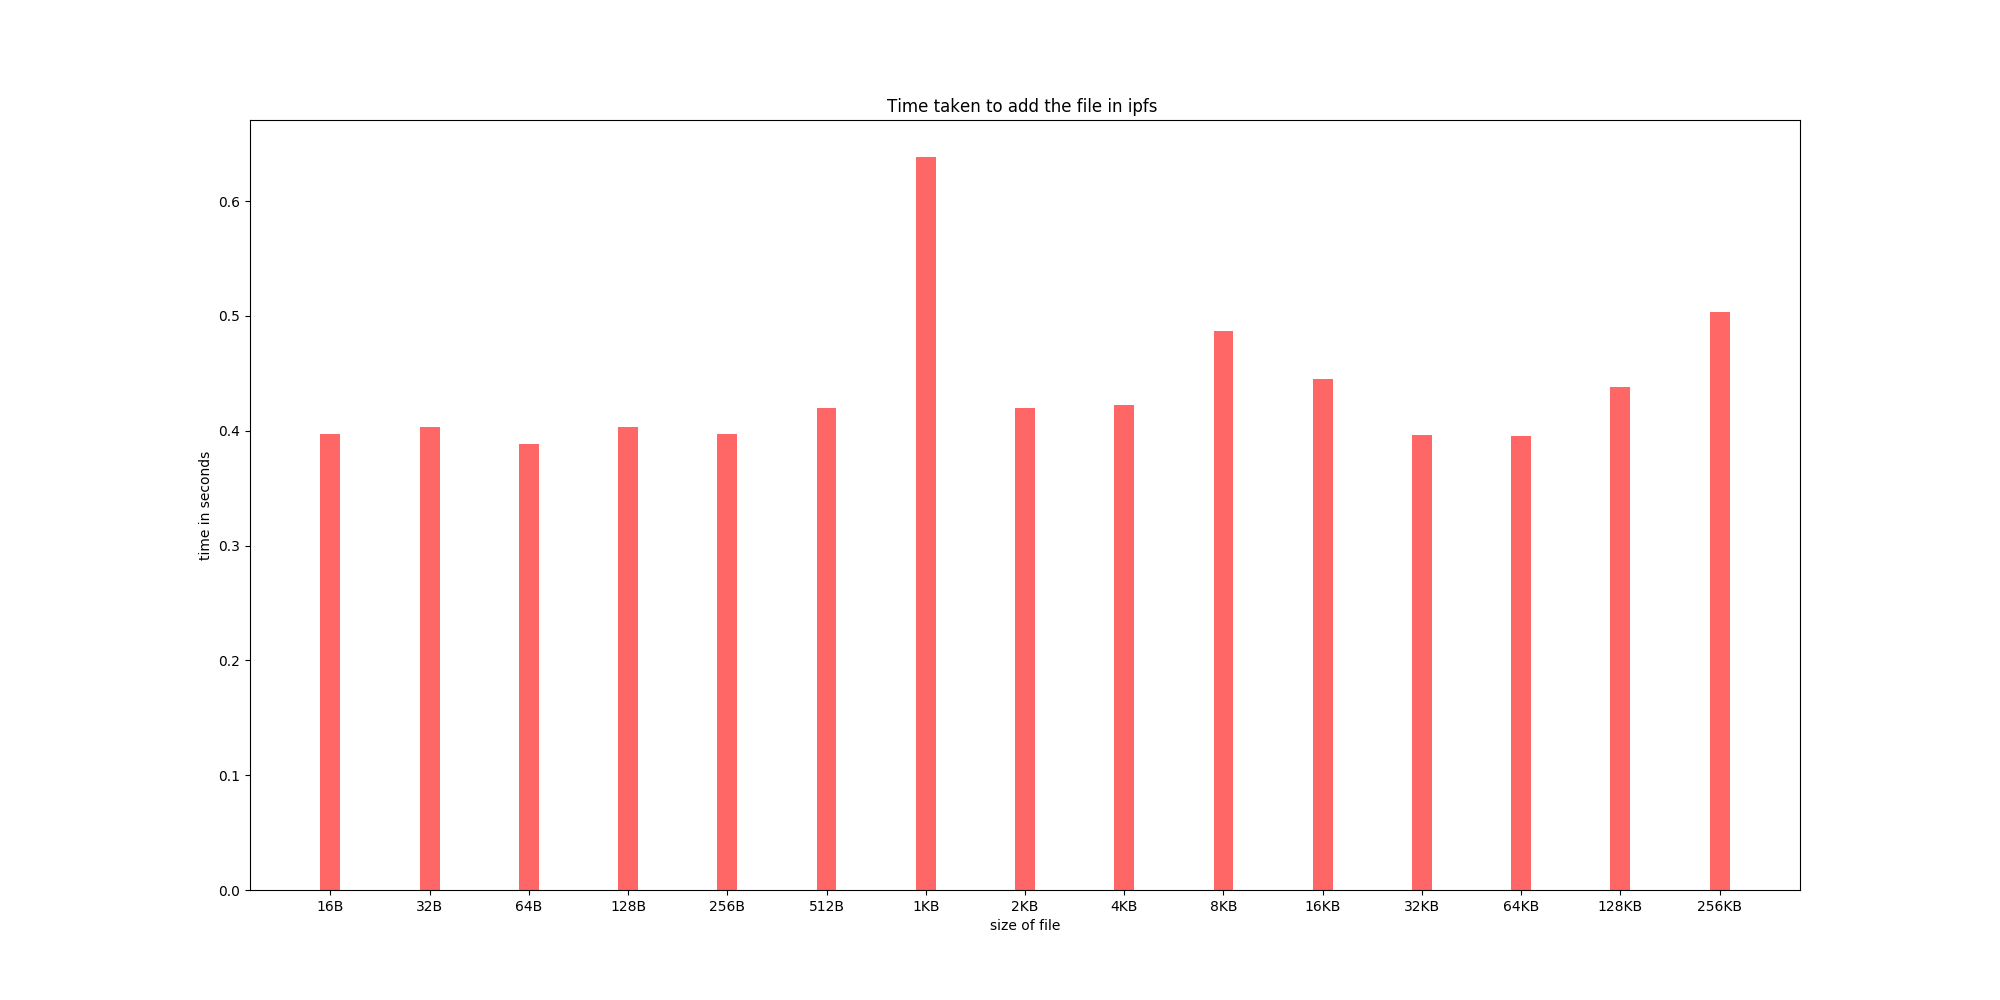 Time taken to add the file in ipfs
time in seconds
0.6
0.5
0.4
0.3
0.2
0.1
0.0
16B 32B 64B 128B 256B 512B 1KB 2KB 4KB 8KB 16KB 32KB 64KB 128KB 256KB
size of file